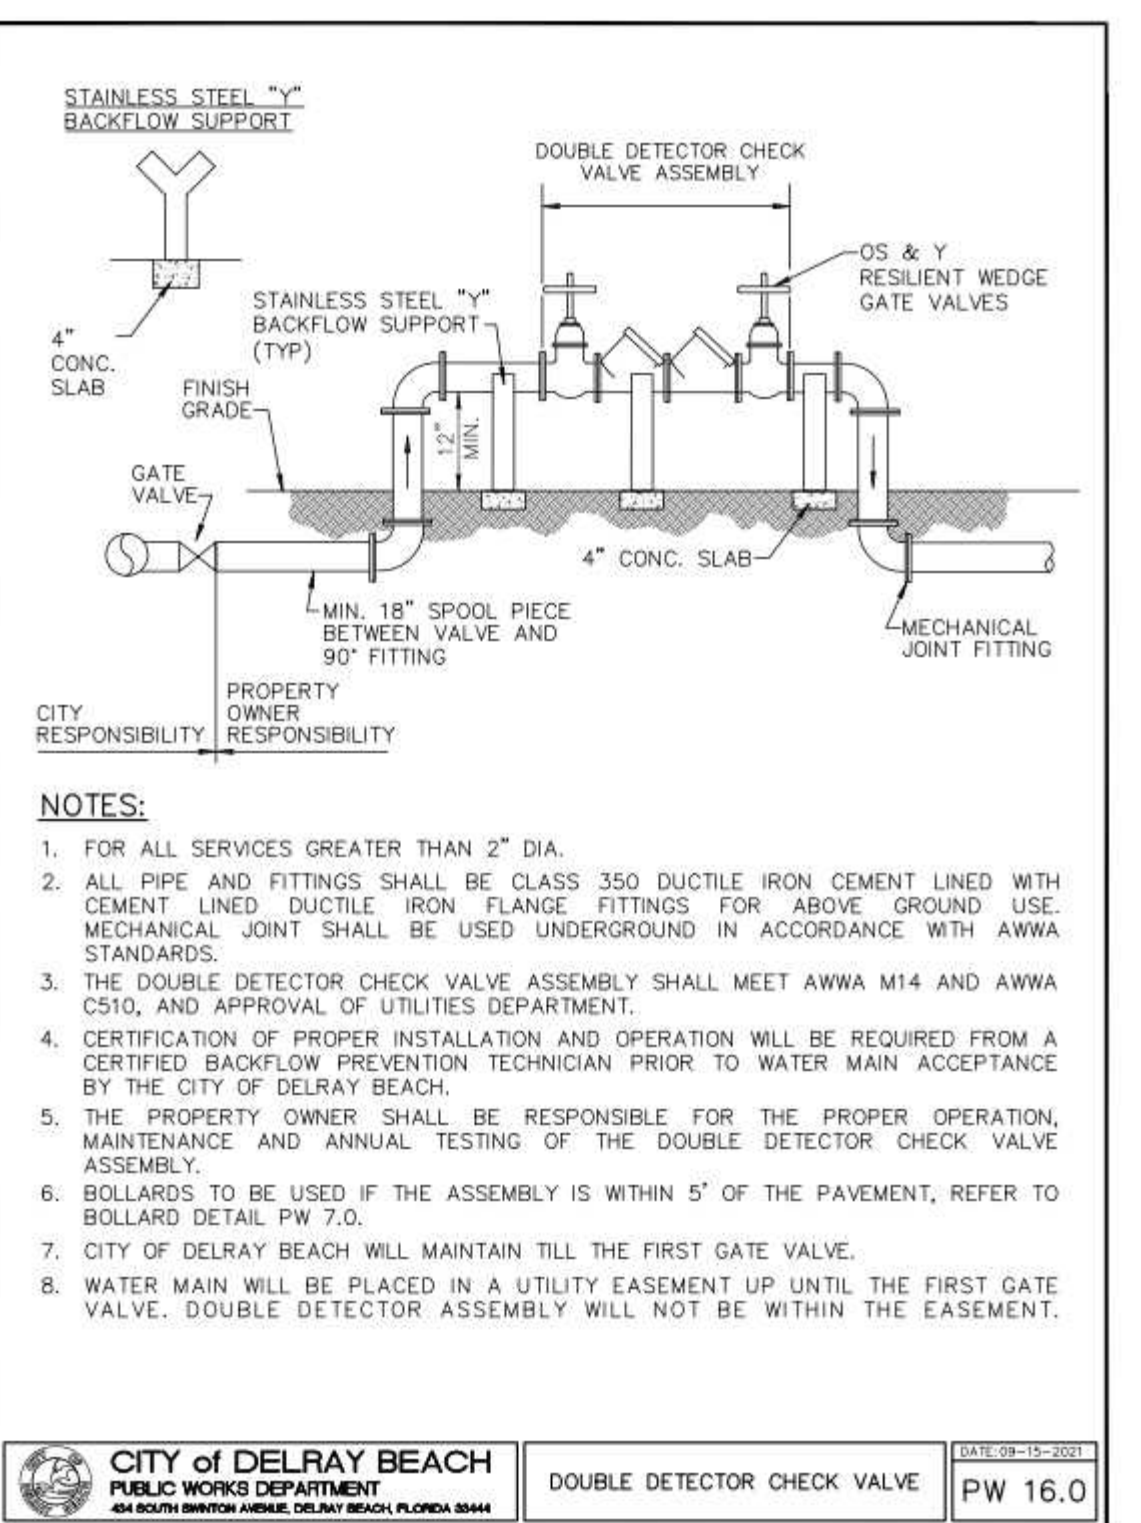 STAINLESS STEEL "Y"
BACKFLOW SUPPORT
4"
CONC.
SLAB
DOUBLE DETECTOR CHECK
VALVE ASSEMBLY
OS & Y
RESILIENT WEDGE
GATE VALVES
STAINLESS STEEL "Y"
BACKFLOW SUPPORT
(TYP)
FINISH
GRADE
12"
MIN.
GATE
VALVE
4" CONC. SLAB
MIN. 18" SPOOL PIECE
BETWEEN VALVE AND
90° FITTING
MECHANICAL
JOINT FITTING
CITY
RESPONSIBILITY
PROPERTY
OWNER
RESPONSIBILITY
NOTES:
1. FOR ALL SERVICES GREATER THAN 2" DIA.
2. ALL PIPE AND FITTINGS SHALL BE CLASS 350 DUCTILE IRON CEMENT LINED WITH
CEMENT LINED DUCTILE IRON FLANGE FITTINGS FOR ABOVE GROUND USE.
MECHANICAL JOINT SHALL BE USED UNDERGROUND IN ACCORDANCE WITH AWWA
STANDARDS.
3. THE DOUBLE DETECTOR CHECK VALVE ASSEMBLY SHALL MEET AWWA M14 AND AWWA
C510, AND APPROVAL OF UTILITIES DEPARTMENT.
4. CERTIFICATION OF PROPER INSTALLATION AND OPERATION WILL BE REQUIRED FROM A
CERTIFIED BACKFLOW PREVENTION TECHNICIAN PRIOR TO WATER MAIN ACCEPTANCE
BY THE CITY OF DELRAY BEACH.
5. THE PROPERTY OWNER SHALL BE RESPONSIBLE FOR THE PROPER OPERATION,
MAINTENANCE AND ANNUAL TESTING OF THE DOUBLE DETECTOR CHECK VALVE
ASSEMBLY.
6. BOLLARDS TO BE USED IF THE ASSEMBLY IS WITHIN 5' OF THE PAVEMENT, REFER TO
BOLLARD DETAIL PW 7.0.
7. CITY OF DELRAY BEACH WILL MAINTAIN TILL THE FIRST GATE VALVE.
8. WATER MAIN WILL BE PLACED IN A UTILITY EASEMENT UP UNTIL THE FIRST GATE
VALVE. DOUBLE DETECTOR ASSEMBLY WILL NOT BE WITHIN THE EASEMENT.
CITY of DELRAY BEACH
PUBLIC WORKS DEPARTMENT
434 SOUTH SWINTON AVENUE, DELRAY BEACH, FLORIDA 33444
DOUBLE DETECTOR CHECK VALVE
DATE: 09-15-2021
PW 16.0